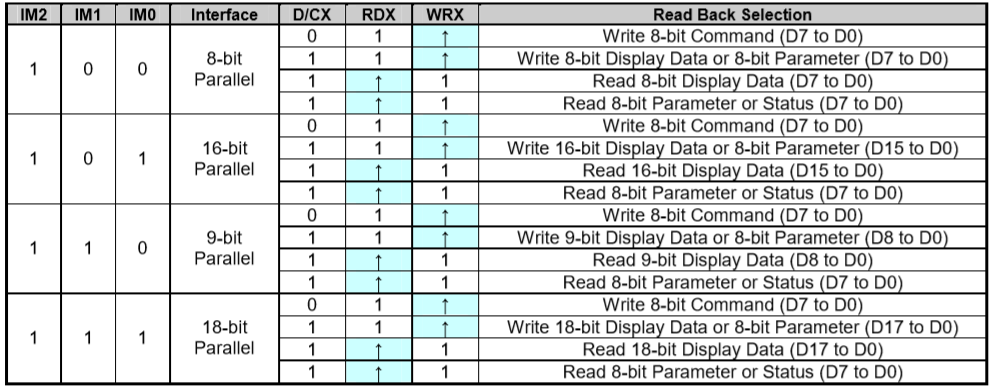 IM2 IM1 IM0 Interface D/CX RDX WRX Read Back Selection
1 0 0 8-bit Parallel 0 1 ↑ Write 8-bit Command (D7 to D0)
1 1 ↑ Write 8-bit Display Data or 8-bit Parameter (D7 to D0)
1 ↑ 1 Read 8-bit Display Data (D7 to D0)
1 ↑ 1 Read 8-bit Parameter or Status (D7 to D0)
1 0 1 16-bit Parallel 0 1 ↑ Write 8-bit Command (D7 to D0)
1 1 ↑ Write 16-bit Display Data or 8-bit Parameter (D15 to D0)
1 ↑ 1 Read 16-bit Display Data (D15 to D0)
1 ↑ 1 Read 8-bit Parameter or Status (D7 to D0)
1 1 0 9-bit Parallel 0 1 ↑ Write 8-bit Command (D7 to D0)
1 1 ↑ Write 9-bit Display Data or 8-bit Parameter (D8 to D0)
1 ↑ 1 Read 9-bit Display Data (D8 to D0)
1 ↑ 1 Read 8-bit Parameter or Status (D7 to D0)
1 1 1 18-bit Parallel 0 1 ↑ Write 8-bit Command (D7 to D0)
1 1 ↑ Write 18-bit Display Data or 8-bit Parameter (D17 to D0)
1 ↑ 1 Read 18-bit Display Data (D17 to D0)
1 ↑ 1 Read 8-bit Parameter or Status (D7 to D0)